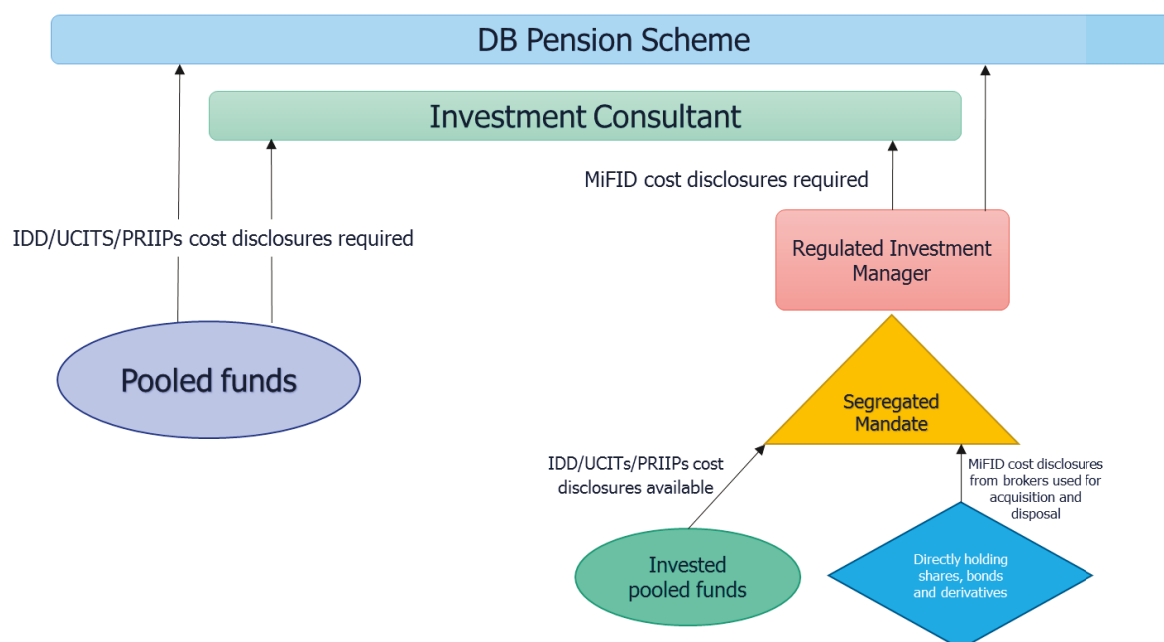 DB Pension Scheme
Investment Consultant
MiFID cost disclosures required
IDD/UCITS/PRIIPs cost disclosures required
Regulated Investment
Manager
Pooled funds
Segregated
Mandate
IDD/UCITs/PRIIPs cost
disclosures available
MiFID cost disclosures
from brokers used for
acquisition and
disposal
Invested
pooled funds
Directly holding
shares, bonds
and derivatives